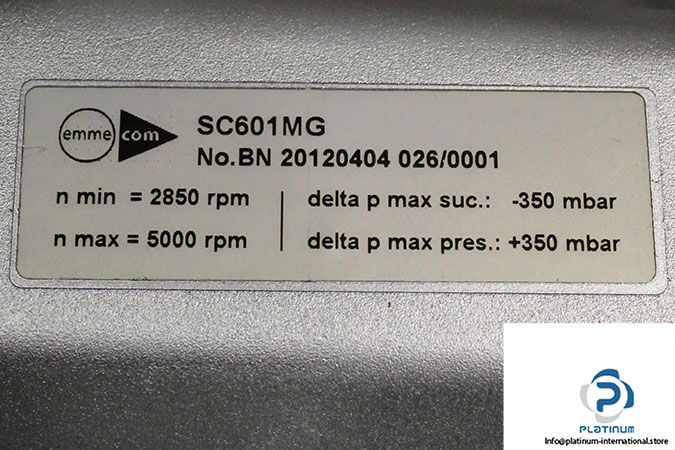 emme com
SC601MG
No.BN 20120404 026/0001
n min = 2850 rpm
delta p max suc.: -350 mbar
n max = 5000 rpm
delta p max pres.: +350 mbar
PLATINUM
Info@platinum-international.store